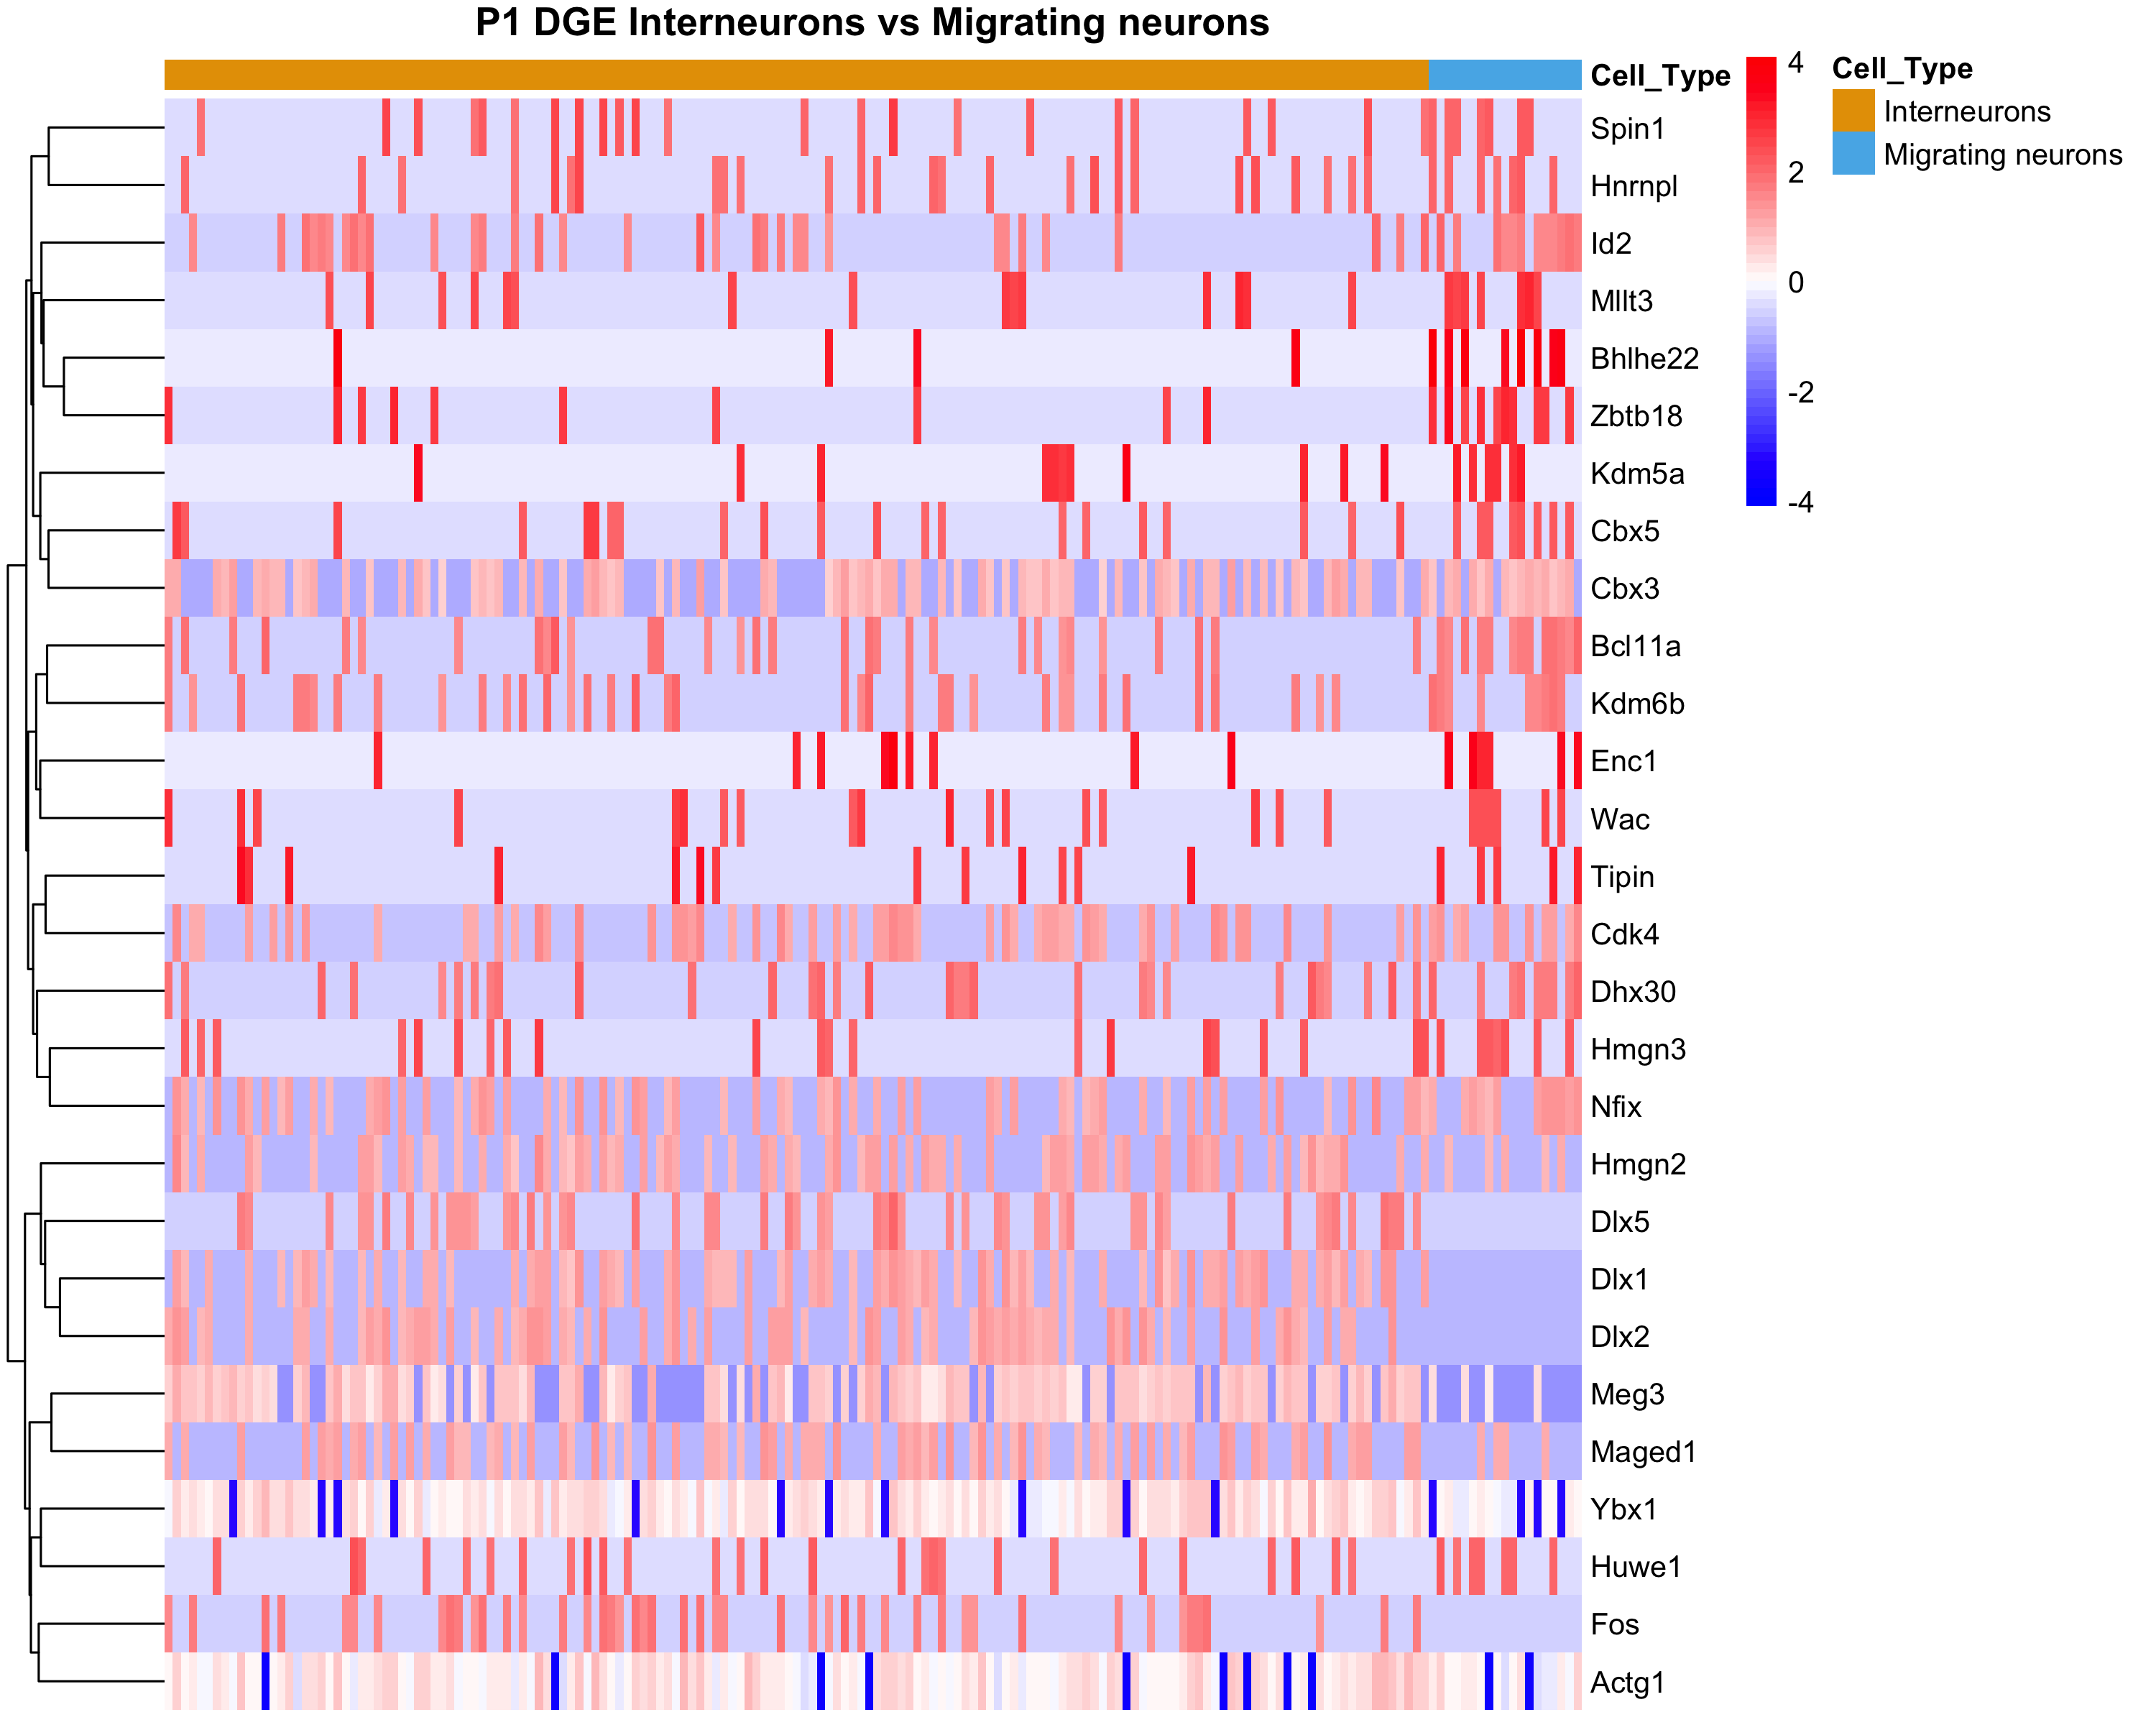 P1 DGE Interneurons vs Migrating neurons
Cell_Type
Spin1
Hnrnpl
Id2
Mllt3
Bhlhe22
Zbtb18
Kdm5a
Cbx5
Cbx3
Bcl11a
Kdm6b
Enc1
Wac
Tipin
Cdk4
Dhx30
Hmgn3
Nfix
Hmgn2
Dlx5
Dlx1
Dlx2
Meg3
Maged1
Ybx1
Huwe1
Fos
Actg1
4
2
0
-2
-4
Cell_Type
Interneurons
Migrating neurons